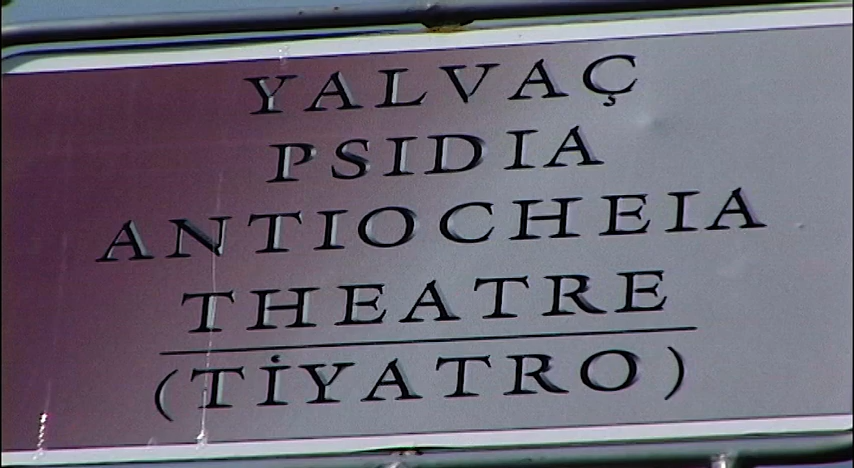 YALVAÇ
PSIDIA
ANTIOCHEIA
THEATRE
(TİYATRO)